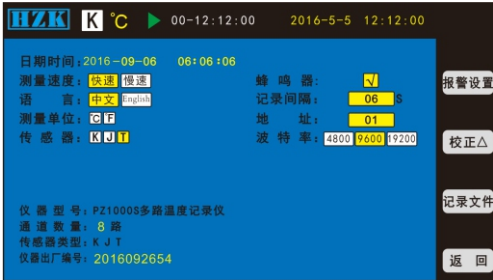 HZK K ℃ ▶ 00-12:12:00 2016-5-5 12:12:00
日期时间:2016-09-06 06:06:06
测量速度: 快速 慢速 蜂鸣器: √
语言: 中文 English 记录间隔: 06 S
测量单位: ℃ ℉ 地址: 01
传感器: K J T 波特率: 4800 9600 19200
报警设置
校正△
记录文件
返回
仪器型号: PZ1000S多路温度记录仪
通道数量: 8 路
传感器类型: K J T
仪器出厂编号: 2016092654